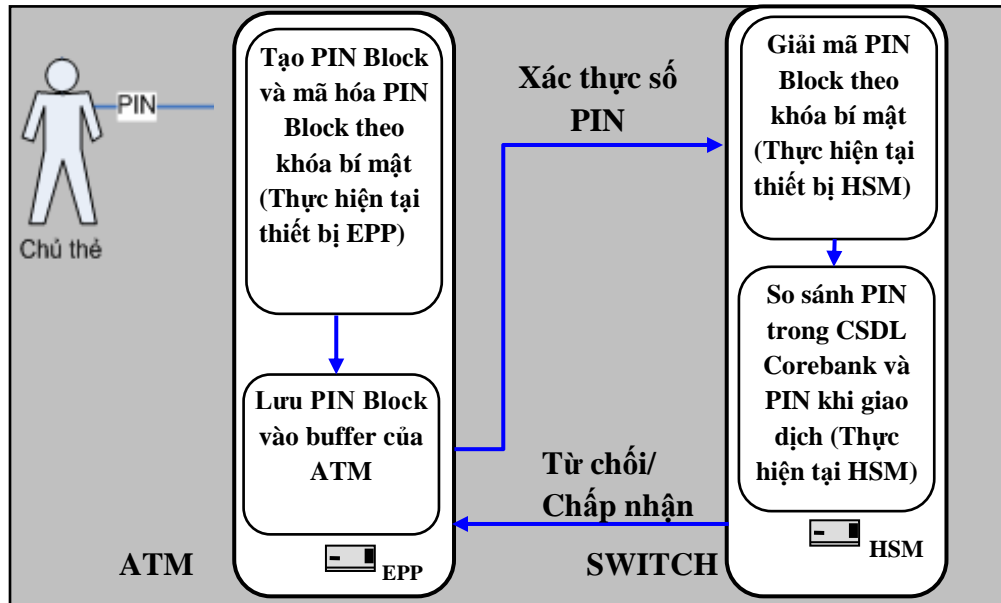 PIN
Chủ thẻ
Tạo PIN Block
và mã hóa PIN
Block theo
khóa bí mật
(Thực hiện tại
thiết bị EPP)
Lưu PIN Block
vào buffer của
ATM
EPP
ATM
Xác thực số
PIN
Từ chối/
Chấp nhận
Giải mã PIN
Block theo
khóa bí mật
(Thực hiện tại
thiết bị HSM)
So sánh PIN
trong CSDL
Corebank và
PIN khi giao
dịch (Thực
hiện tại HSM)
HSM
SWITCH